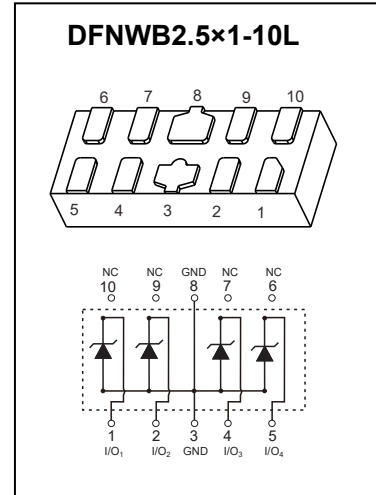 DFNWB2.5×1-10L
6 7 8 9 10
5 4 3 2 1
NC NC GND NC NC
10 9 8 7 6
1 2 3 4 5
I/O₁ I/O₂ GND I/O₃ I/O₄